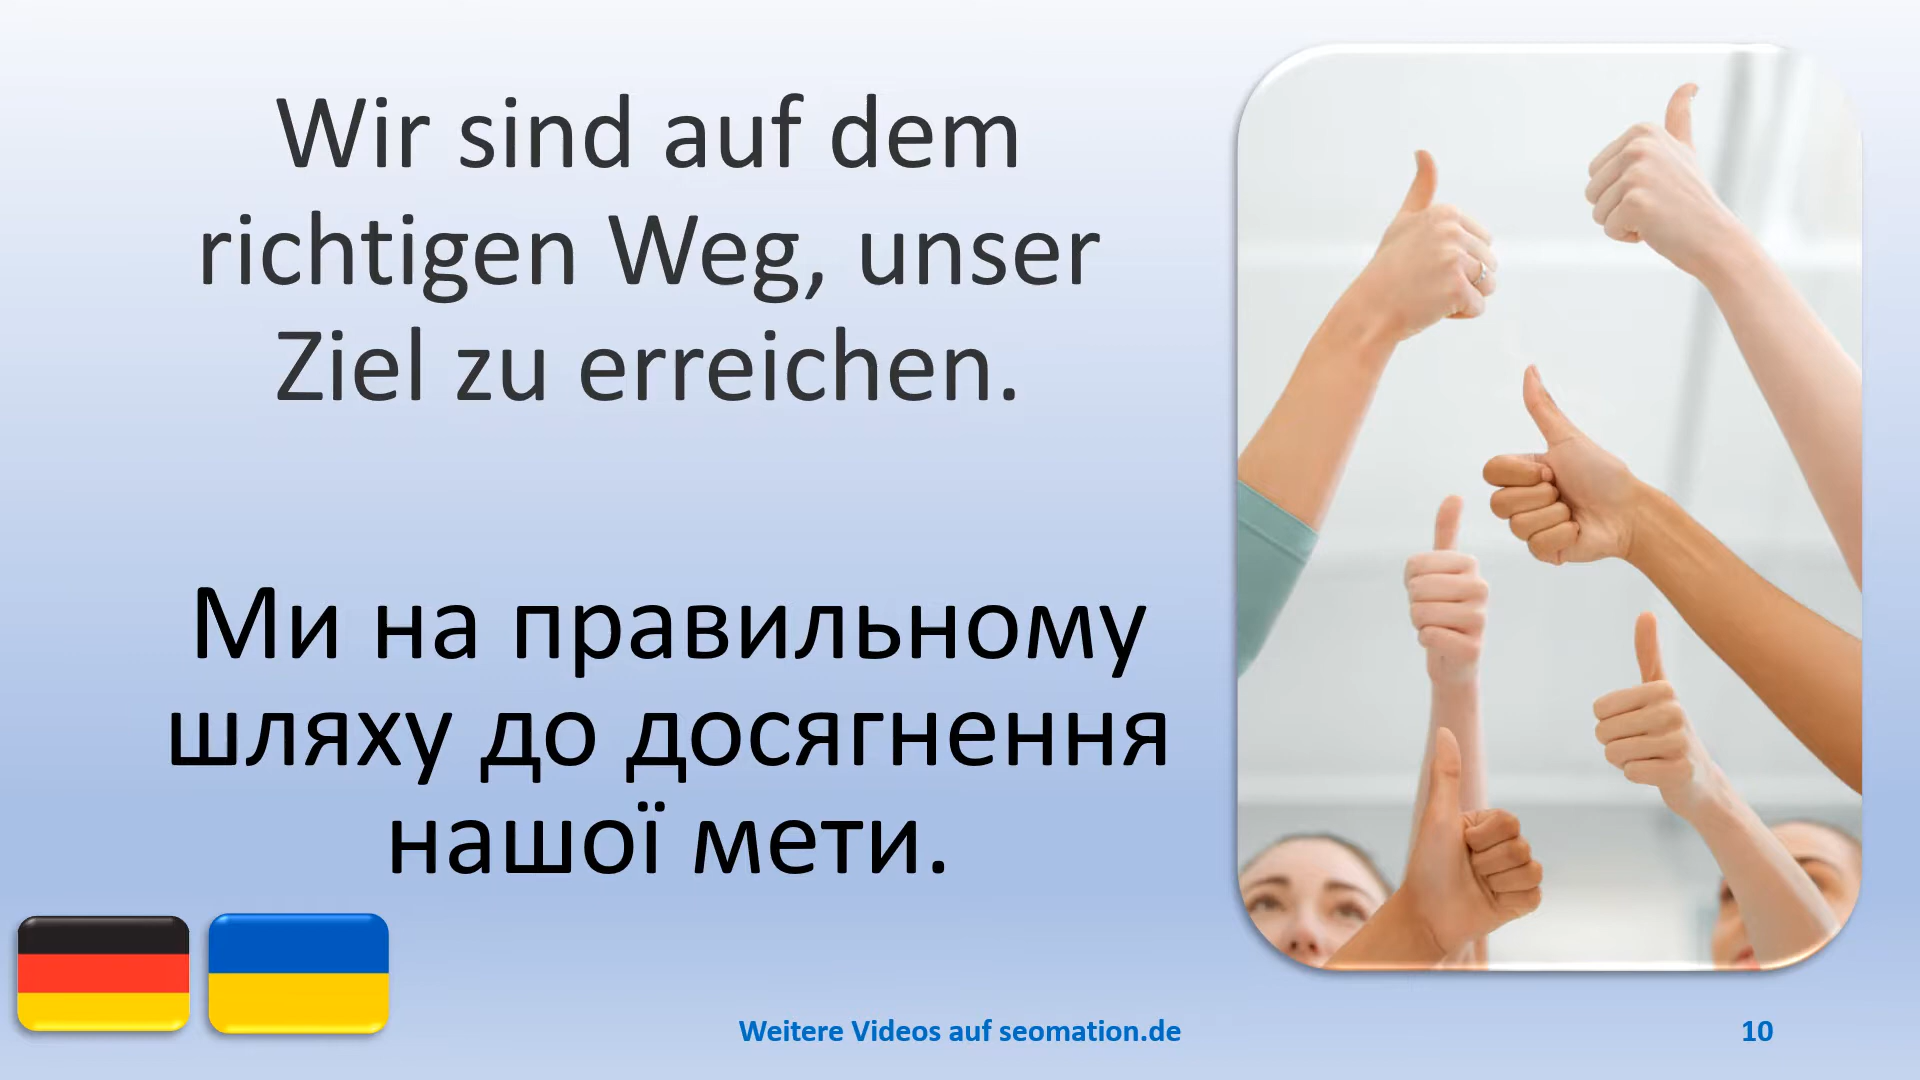 Wir sind auf dem
richtigen Weg, unser
Ziel zu erreichen.
Ми на правильному
шляху до досягнення
нашої мети.
Weitere Videos auf seomation.de
10